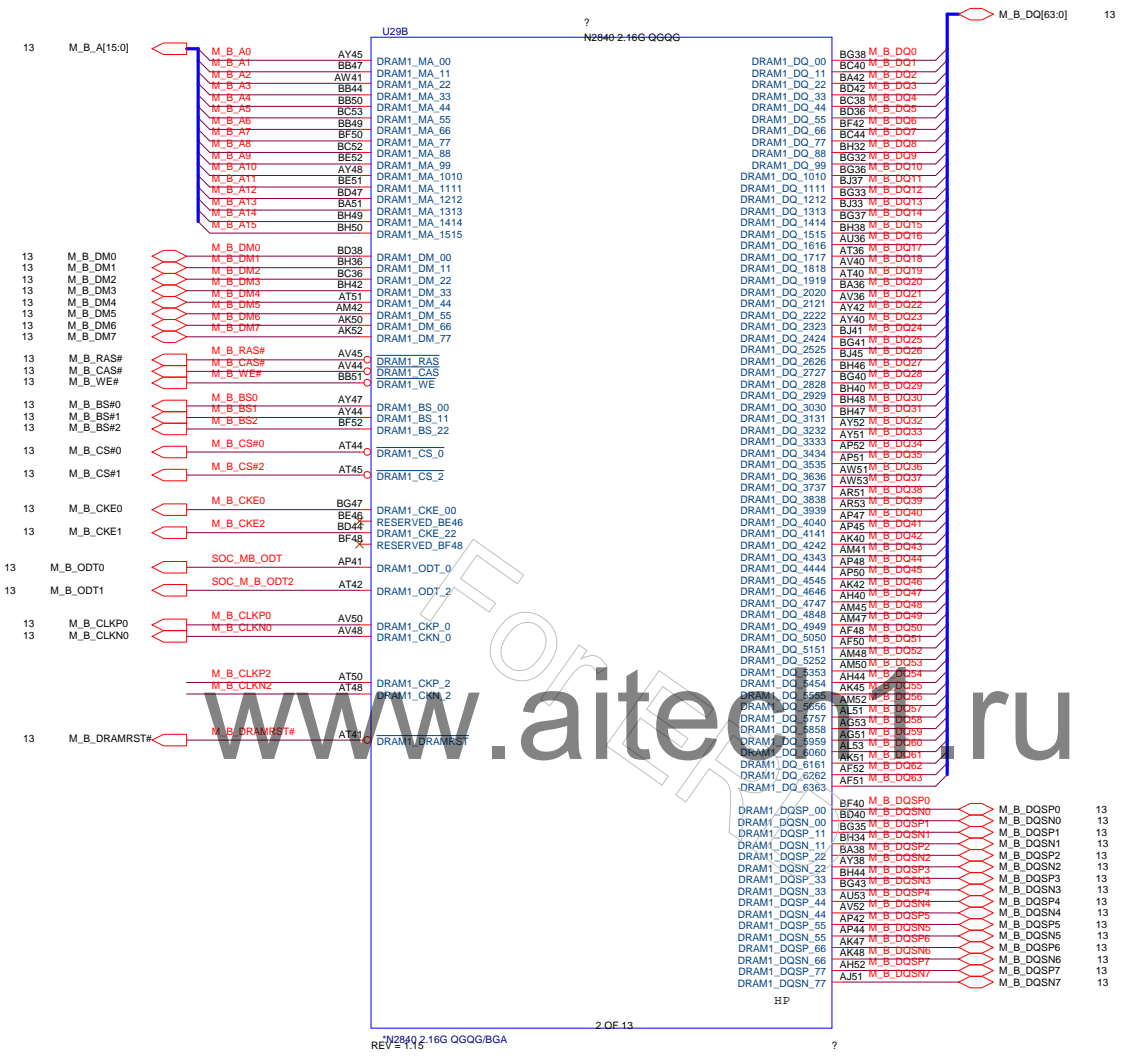 ?
U29B
N2840 2.16G QGQG
M_B_DQ[63:0] 13
13 M_B_A[15:0]
M_B_A0 AY45 DRAM1_MA_00
M_B_A1 BB47 DRAM1_MA_11
M_B_A2 AW41 DRAM1_MA_22
M_B_A3 BB44 DRAM1_MA_33
M_B_A4 BB50 DRAM1_MA_44
M_B_A5 BC53 DRAM1_MA_55
M_B_A6 BB49 DRAM1_MA_66
M_B_A7 BF50 DRAM1_MA_77
M_B_A8 BC52 DRAM1_MA_88
M_B_A9 BE52 DRAM1_MA_99
M_B_A10 AY48 DRAM1_MA_1010
M_B_A11 BE51 DRAM1_MA_1111
M_B_A12 BD47 DRAM1_MA_1212
M_B_A13 BA51 DRAM1_MA_1313
M_B_A14 BH49 DRAM1_MA_1414
M_B_A15 BH50 DRAM1_MA_1515
13 M_B_DM0 M_B_DM0 BD38 DRAM1_DM_00
13 M_B_DM1 M_B_DM1 BH36 DRAM1_DM_11
13 M_B_DM2 M_B_DM2 BC36 DRAM1_DM_22
13 M_B_DM3 M_B_DM3 BH42 DRAM1_DM_33
13 M_B_DM4 M_B_DM4 AT51 DRAM1_DM_44
13 M_B_DM5 M_B_DM5 AM42 DRAM1_DM_55
13 M_B_DM6 M_B_DM6 AK50 DRAM1_DM_66
13 M_B_DM7 M_B_DM7 AK52 DRAM1_DM_77
13 M_B_RAS# M_B_RAS# AV45 DRAM1_RAS
13 M_B_CAS# M_B_CAS# AV44 DRAM1_CAS
13 M_B_WE# M_B_WE# BB51 DRAM1_WE
13 M_B_BS#0 M_B_BS0 AY47 DRAM1_BS_00
13 M_B_BS#1 M_B_BS1 AY44 DRAM1_BS_11
13 M_B_BS#2 M_B_BS2 BF52 DRAM1_BS_22
13 M_B_CS#0 M_B_CS#0 AT44 DRAM1_CS_0
13 M_B_CS#1 M_B_CS#2 AT45 DRAM1_CS_2
13 M_B_CKE0 M_B_CKE0 BG47 DRAM1_CKE_00
BE46 RESERVED_BE46
13 M_B_CKE1 M_B_CKE2 BD44 DRAM1_CKE_22
BF48 RESERVED_BF48
13 M_B_ODT0 SOC_MB_ODT AP41 DRAM1_ODT_0
13 M_B_ODT1 SOC_M_B_ODT2 AT42 DRAM1_ODT_2
13 M_B_CLKP0 M_B_CLKP0 AV50 DRAM1_CKP_0
13 M_B_CLKN0 M_B_CLKN0 AV48 DRAM1_CKN_0
M_B_CLKP2 AT50 DRAM1_CKP_2
M_B_CLKN2 AT48 DRAM1_CKN_2
13 M_B_DRAMRST# M_B_DRAMRST# AT41 DRAM1_DRAMRST
DRAM1_DQ_00 BG38 M_B_DQ0
DRAM1_DQ_11 BC40 M_B_DQ1
DRAM1_DQ_22 BA42 M_B_DQ2
DRAM1_DQ_33 BD42 M_B_DQ3
DRAM1_DQ_44 BC38 M_B_DQ4
DRAM1_DQ_55 BD36 M_B_DQ5
DRAM1_DQ_66 BF42 M_B_DQ6
DRAM1_DQ_77 BC44 M_B_DQ7
DRAM1_DQ_88 BH32 M_B_DQ8
DRAM1_DQ_99 BG32 M_B_DQ9
DRAM1_DQ_1010 BG36 M_B_DQ10
DRAM1_DQ_1111 BJ37 M_B_DQ11
DRAM1_DQ_1212 BG33 M_B_DQ12
DRAM1_DQ_1313 BJ33 M_B_DQ13
DRAM1_DQ_1414 BG37 M_B_DQ14
DRAM1_DQ_1515 BH38 M_B_DQ15
DRAM1_DQ_1616 AU36 M_B_DQ16
DRAM1_DQ_1717 AT36 M_B_DQ17
DRAM1_DQ_1818 AV40 M_B_DQ18
DRAM1_DQ_1919 AT40 M_B_DQ19
DRAM1_DQ_2020 BA36 M_B_DQ20
DRAM1_DQ_2121 AV36 M_B_DQ21
DRAM1_DQ_2222 AY42 M_B_DQ22
DRAM1_DQ_2323 AY40 M_B_DQ23
DRAM1_DQ_2424 BJ41 M_B_DQ24
DRAM1_DQ_2525 BG41 M_B_DQ25
DRAM1_DQ_2626 BJ45 M_B_DQ26
DRAM1_DQ_2727 BH46 M_B_DQ27
DRAM1_DQ_2828 BG40 M_B_DQ28
DRAM1_DQ_2929 BH40 M_B_DQ29
DRAM1_DQ_3030 BH48 M_B_DQ30
DRAM1_DQ_3131 BH47 M_B_DQ31
DRAM1_DQ_3232 AY52 M_B_DQ32
DRAM1_DQ_3333 AY51 M_B_DQ33
DRAM1_DQ_3434 AP52 M_B_DQ34
DRAM1_DQ_3535 AP51 M_B_DQ35
DRAM1_DQ_3636 AW51 M_B_DQ36
DRAM1_DQ_3737 AW53 M_B_DQ37
DRAM1_DQ_3838 AR51 M_B_DQ38
DRAM1_DQ_3939 AR53 M_B_DQ39
DRAM1_DQ_4040 AP47 M_B_DQ40
DRAM1_DQ_4141 AP45 M_B_DQ41
DRAM1_DQ_4242 AK40 M_B_DQ42
DRAM1_DQ_4343 AM41 M_B_DQ43
DRAM1_DQ_4444 AP48 M_B_DQ44
DRAM1_DQ_4545 AP50 M_B_DQ45
DRAM1_DQ_4646 AK42 M_B_DQ46
DRAM1_DQ_4747 AH40 M_B_DQ47
DRAM1_DQ_4848 AM45 M_B_DQ48
DRAM1_DQ_4949 AM47 M_B_DQ49
DRAM1_DQ_5050 AF48 M_B_DQ50
DRAM1_DQ_5151 AF50 M_B_DQ51
DRAM1_DQ_5252 AM48 M_B_DQ52
DRAM1_DQ_5353 AM50 M_B_DQ53
DRAM1_DQ_5454 AH44 M_B_DQ54
DRAM1_DQ_5555 AK45 M_B_DQ55
DRAM1_DQ_5656 AM52 M_B_DQ56
DRAM1_DQ_5757 AL51 M_B_DQ57
DRAM1_DQ_5858 AG53 M_B_DQ58
DRAM1_DQ_5959 AG51 M_B_DQ59
DRAM1_DQ_6060 AL53 M_B_DQ60
DRAM1_DQ_6161 AK51 M_B_DQ61
DRAM1_DQ_6262 AF52 M_B_DQ62
DRAM1_DQ_6363 AF51 M_B_DQ63
DRAM1_DQSP_00 BF40 M_B_DQSP0 M_B_DQSP0 13
DRAM1_DQSN_00 BD40 M_B_DQSN0 M_B_DQSN0 13
DRAM1_DQSP_11 BG35 M_B_DQSP1 M_B_DQSP1 13
DRAM1_DQSN_11 BH34 M_B_DQSN1 M_B_DQSN1 13
DRAM1_DQSP_22 BA38 M_B_DQSP2 M_B_DQSP2 13
DRAM1_DQSN_22 AY38 M_B_DQSN2 M_B_DQSN2 13
DRAM1_DQSP_33 BH44 M_B_DQSP3 M_B_DQSP3 13
DRAM1_DQSN_33 BG43 M_B_DQSN3 M_B_DQSN3 13
DRAM1_DQSP_44 AU53 M_B_DQSP4 M_B_DQSP4 13
DRAM1_DQSN_44 AV52 M_B_DQSN4 M_B_DQSN4 13
DRAM1_DQSP_55 AP42 M_B_DQSP5 M_B_DQSP5 13
DRAM1_DQSN_55 AP44 M_B_DQSN5 M_B_DQSN5 13
DRAM1_DQSP_66 AK47 M_B_DQSP6 M_B_DQSP6 13
DRAM1_DQSN_66 AK48 M_B_DQSN6 M_B_DQSN6 13
DRAM1_DQSP_77 AH52 M_B_DQSP7 M_B_DQSP7 13
DRAM1_DQSN_77 AJ51 M_B_DQSN7 M_B_DQSN7 13
For
www.aitech1.ru
HP
2 OF 13
*N2840 2.16G QGQG/BGA
REV = 1.15
?